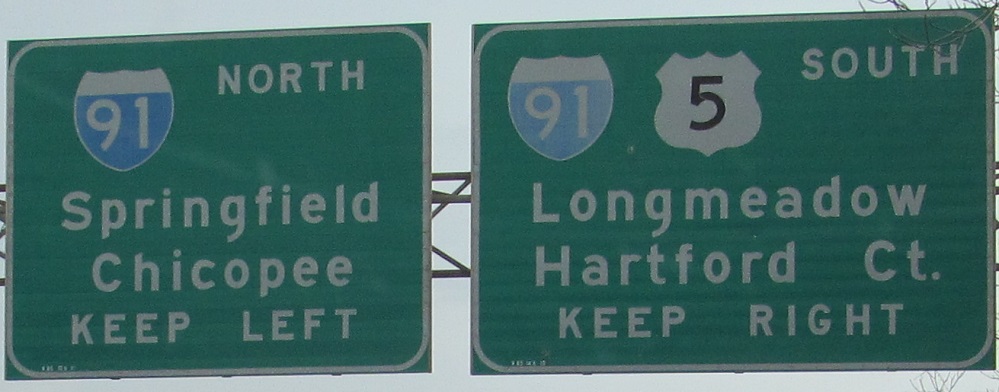 NORTH
91
Springfield
Chicopee
KEEP LEFT
SOUTH
91 5
Longmeadow
Hartford Ct.
KEEP RIGHT